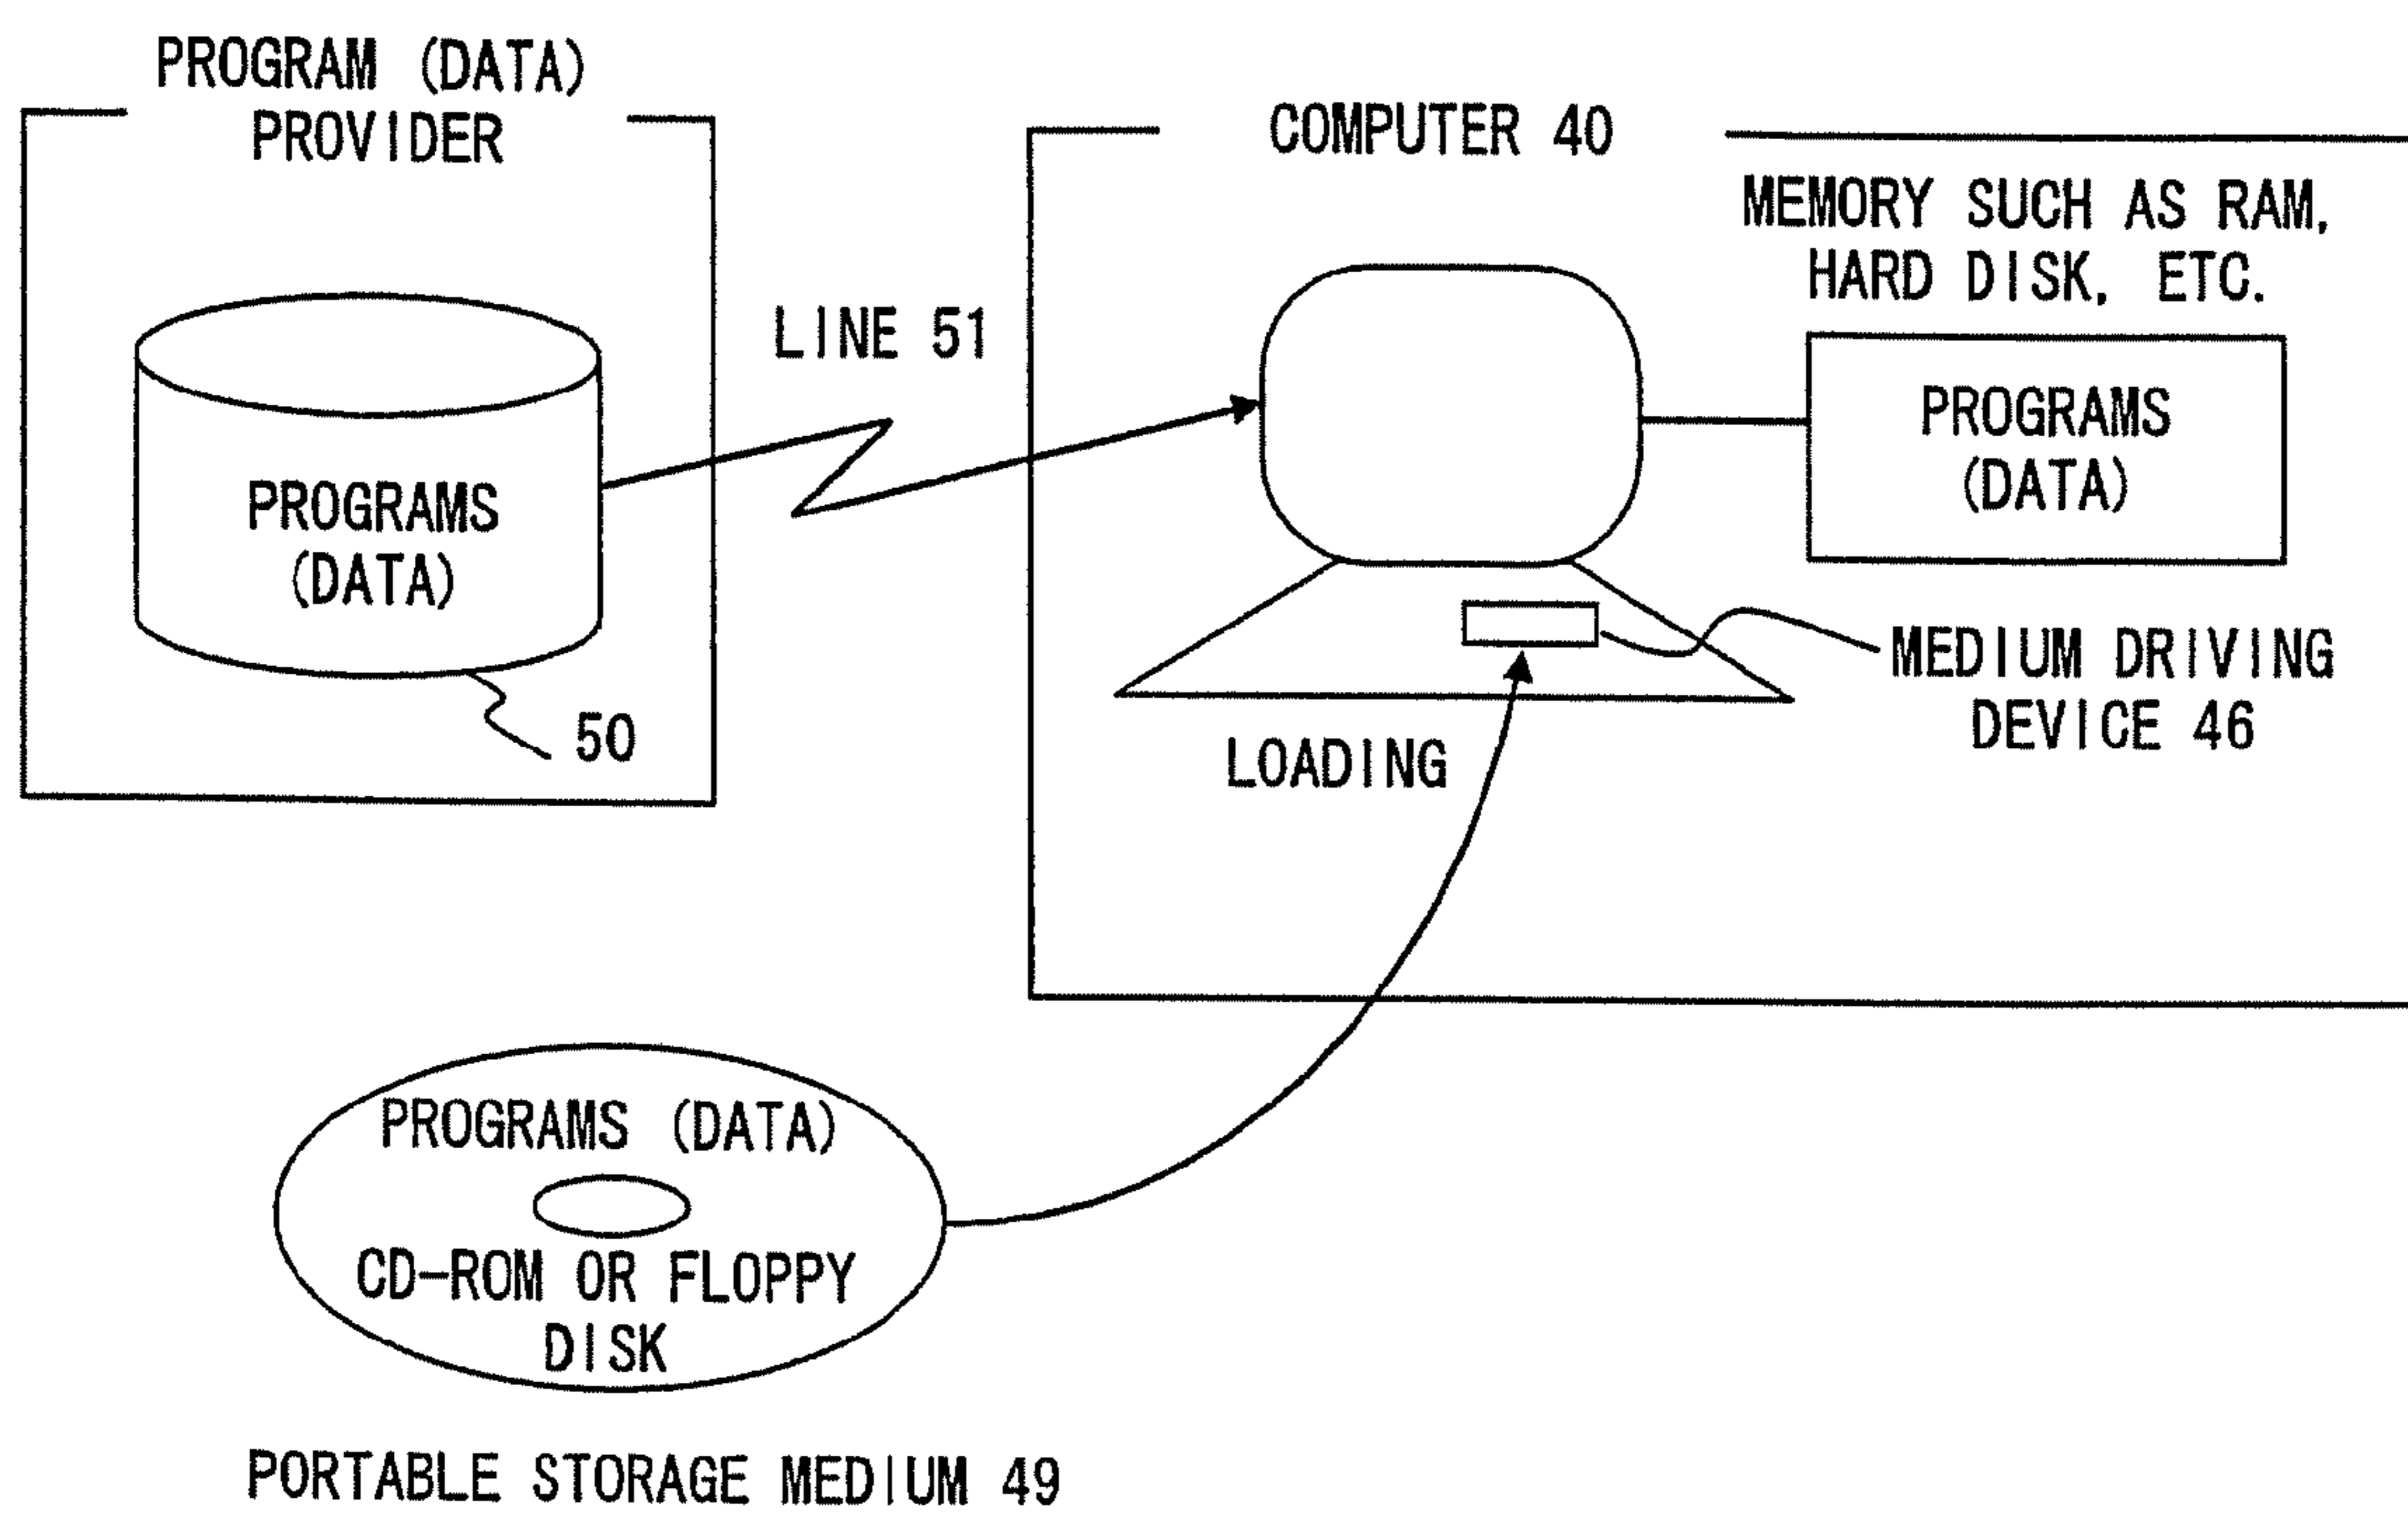 PROGRAM (DATA)
PROVIDER
PROGRAMS
(DATA)
50
LINE 51
COMPUTER 40
MEMORY SUCH AS RAM,
HARD DISK, ETC.
PROGRAMS
(DATA)
MEDIUM DRIVING
DEVICE 46
LOADING
PROGRAMS (DATA)
CD-ROM OR FLOPPY
DISK
PORTABLE STORAGE MEDIUM 49